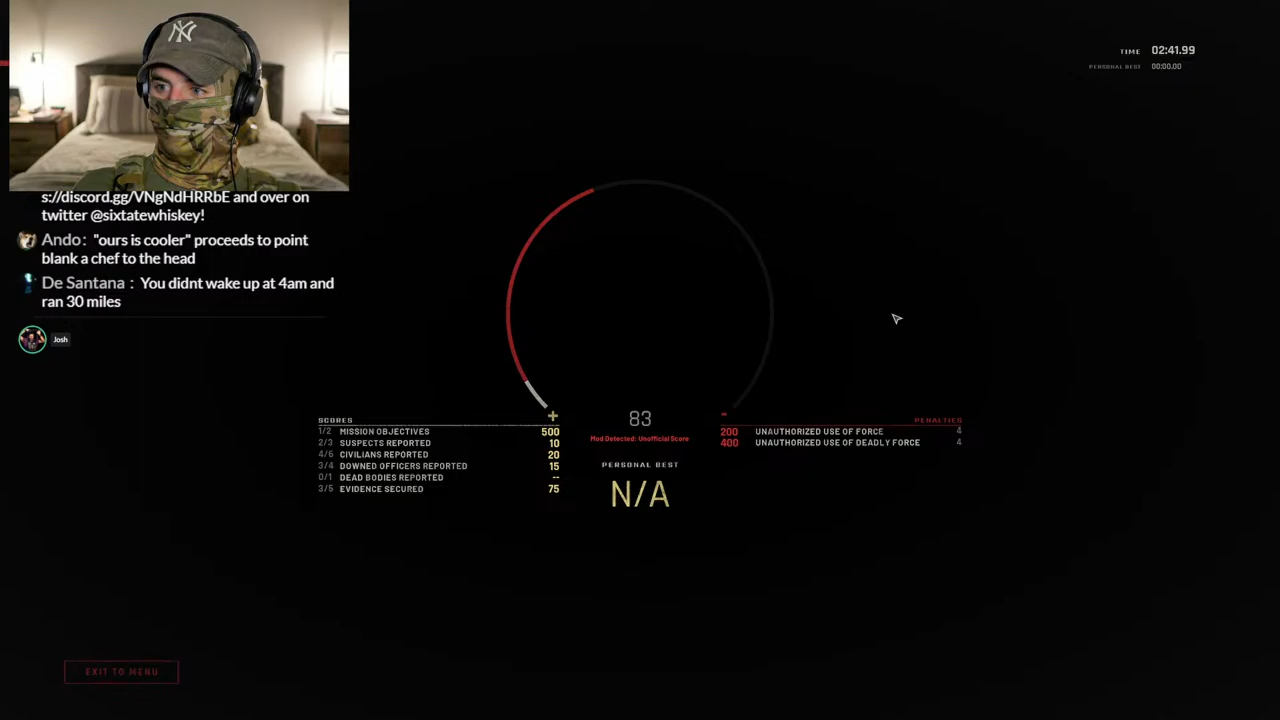 NY
TIME 02:41.99
PERSONAL BEST 00:00.00
s://discord.gg/VNgNdHRRbE and over on
twitter @sixtatewhiskey!
Ando: "ours is cooler" proceeds to point
blank a chef to the head
De Santana : You didnt wake up at 4am and
ran 30 miles
Josh
SCORES +
1/2 MISSION OBJECTIVES 500
2/3 SUSPECTS REPORTED 10
4/6 CIVILIANS REPORTED 20
3/4 DOWNED OFFICERS REPORTED 15
0/1 DEAD BODIES REPORTED --
3/5 EVIDENCE SECURED 75
83
Mod Detected: Unofficial Score
PERSONAL BEST
N/A
- PENALTIES
200 UNAUTHORIZED USE OF FORCE 4
400 UNAUTHORIZED USE OF DEADLY FORCE 4
EXIT TO MENU